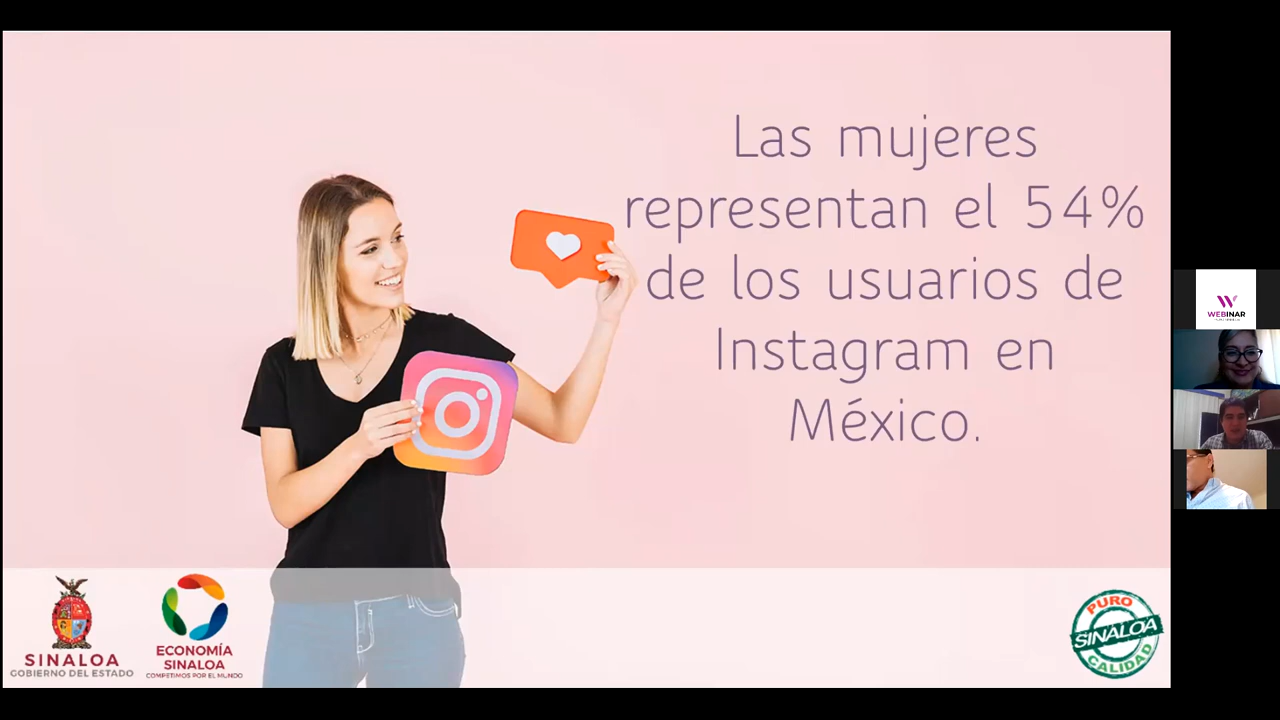 Las mujeres
representan el 54%
de los usuarios de
Instagram en
México.
WEBINAR
SINALOA
GOBIERNO DEL ESTADO
ECONOMÍA
SINALOA
COMPETIMOS POR EL MUNDO
PURO
SINALOA
CALIDAD